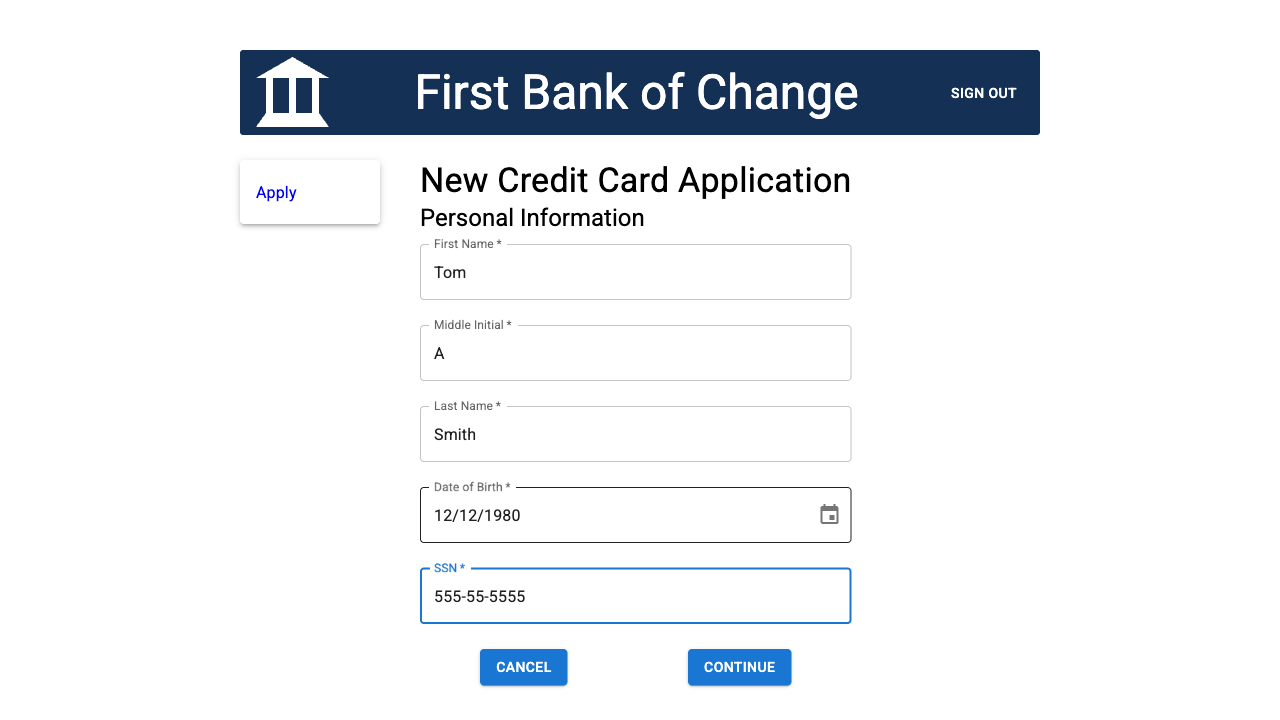 First Bank of Change
SIGN OUT
Apply
New Credit Card Application
Personal Information
First Name *
Tom
Middle Initial *
A
Last Name *
Smith
Date of Birth *
12/12/1980
SSN *
555-55-5555
CANCEL
CONTINUE